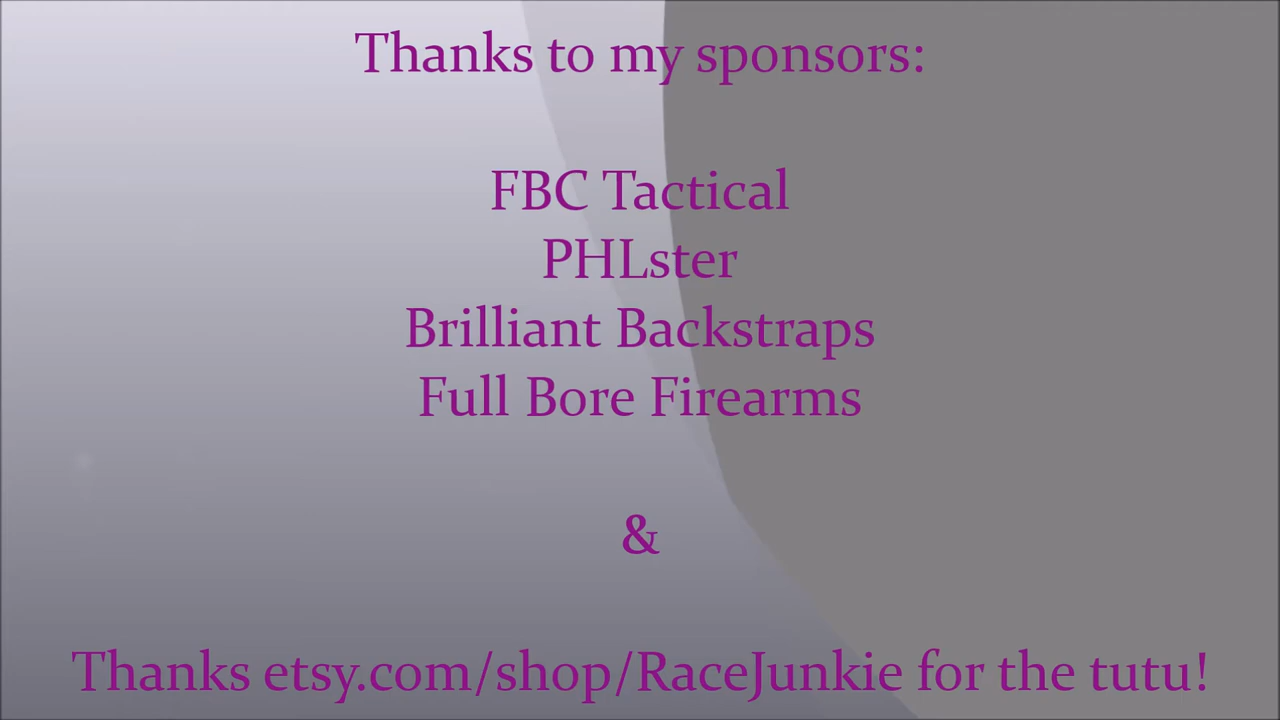 Thanks to my sponsors:
FBC Tactical
PHLster
Brilliant Backstraps
Full Bore Firearms
&
Thanks etsy.com/shop/RaceJunkie for the tutu!